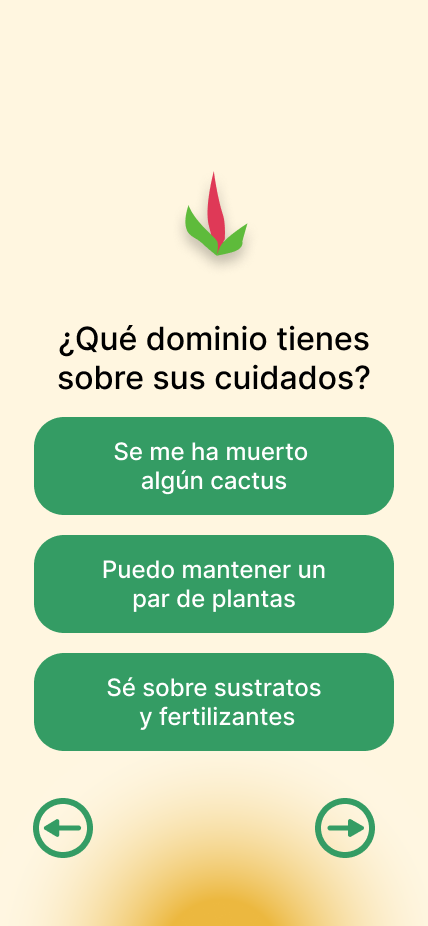 ¿Qué dominio tienes
sobre sus cuidados?
Se me ha muerto
algún cactus
Puedo mantener un
par de plantas
Sé sobre sustratos
y fertilizantes